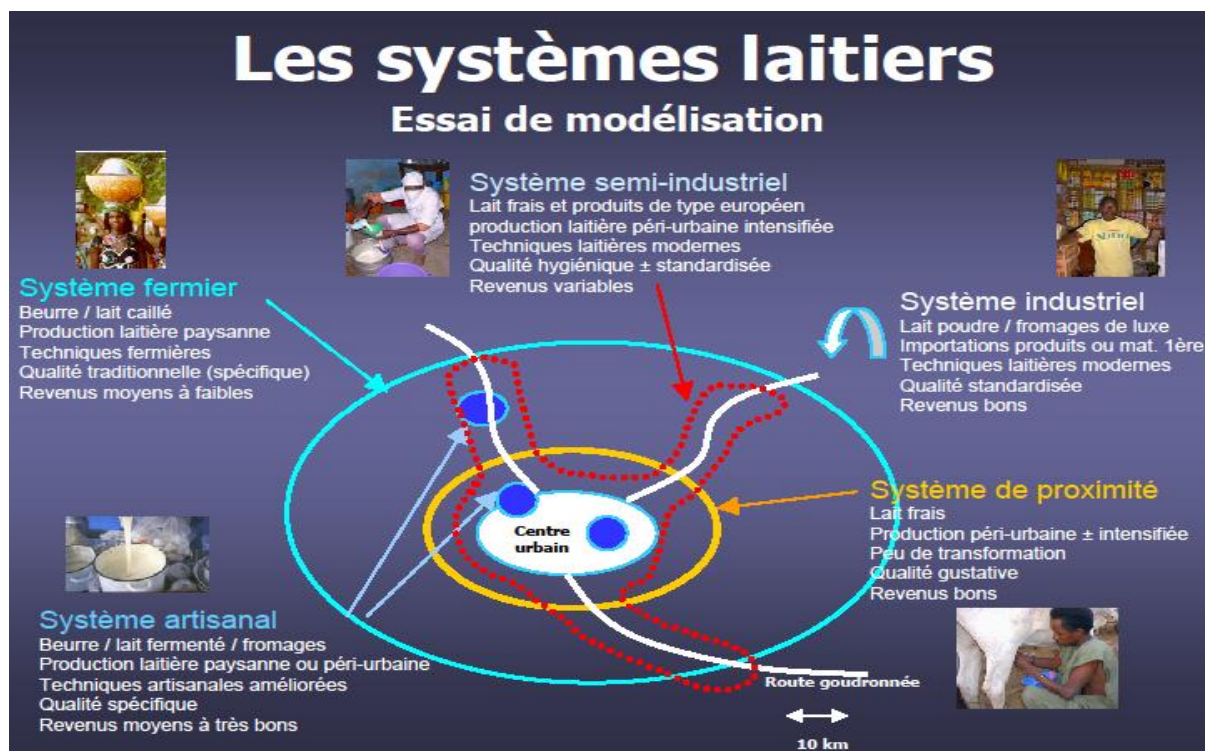 Les systèmes laitiers
Essai de modélisation
Système semi-industriel
Lait frais et produits de type européen
production laitière péri-urbaine intensifiée
Techniques laitières modernes
Qualité hygiénique ± standardisée
Revenus variables
Système fermier
Beurre / lait caillé
Production laitière paysanne
Techniques fermières
Qualité traditionnelle (spécifique)
Revenus moyens à faibles
Système industriel
Lait poudre / fromages de luxe
Importations produits ou mat. 1ère
Techniques laitières modernes
Qualité standardisée
Revenus bons
Centre
urbain
Système de proximité
Lait frais
Production péri-urbaine ± intensifiée
Peu de transformation
Qualité gustative
Revenus bons
Système artisanal
Beurre / lait fermenté / fromages
Production laitière paysanne ou péri-urbaine
Techniques artisanales améliorées
Qualité spécifique
Revenus moyens à très bons
Route goudronnée
10 km